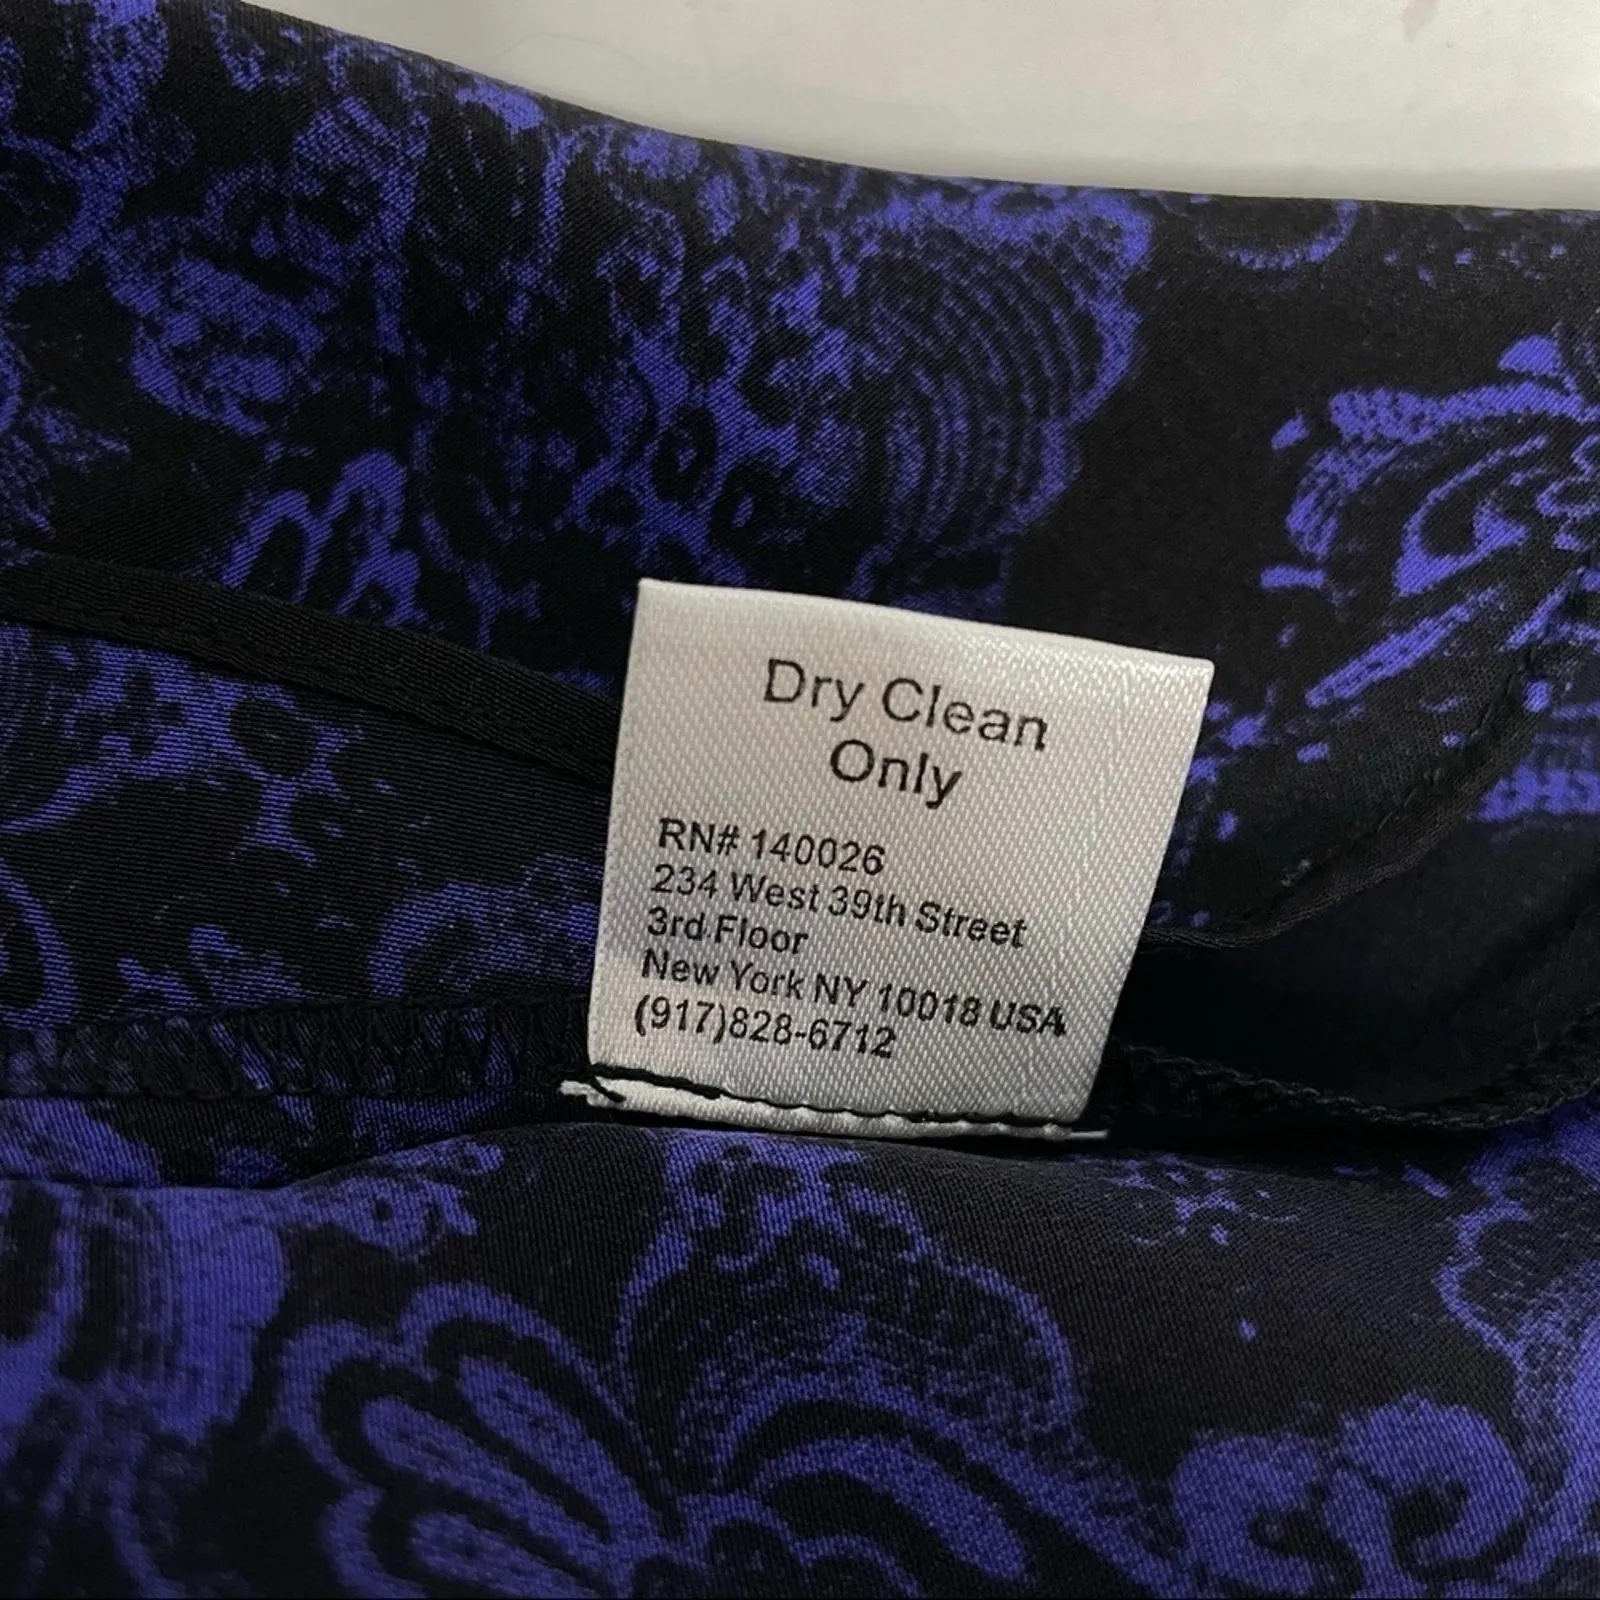 Dry Clean
Only
RN# 140026
234 West 39th Street
3rd Floor
New York NY 10018 USA
(917)828-6712